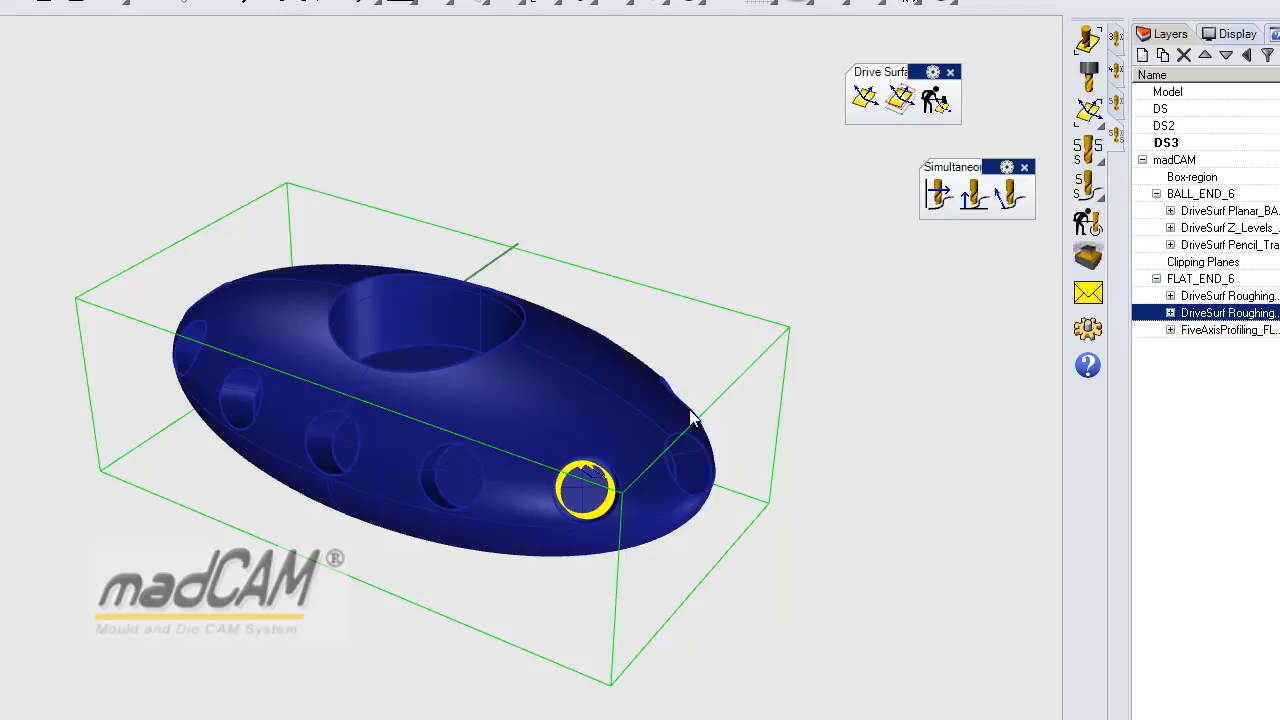 Drive Surfa
Simultaneo
Layers
Display
Name
Model
DS
DS2
DS3
madCAM
Box-region
BALL_END_6
DriveSurf Planar_BA
DriveSurf Z_Levels_
DriveSurf Pencil_Tra
Clipping Planes
FLAT_END_6
DriveSurf Roughing...
DriveSurf Roughing...
FiveAxisProfiling_FL
madCAM®
Mould and Die CAM System